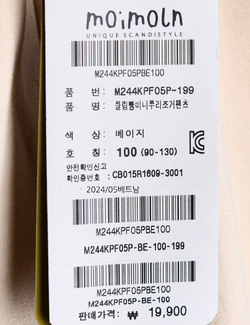 moimoln
UNIQUE SCANDISTYLE
M244KPF05PBE100
품 번: M244KPF05P-199
품 명: 클립빵미니쭈리조거팬츠
색 상: 베이지
호 칭: 100 (90-130)
안전확인신고
확인증번호: CB015R1609-3001
2024/05베트남
M244KPF05PBE100
M244KPF05P-BE-100-199
M244KPF05PBE100
M244KPF05P-BE-100
판매가격: ₩ 19,900